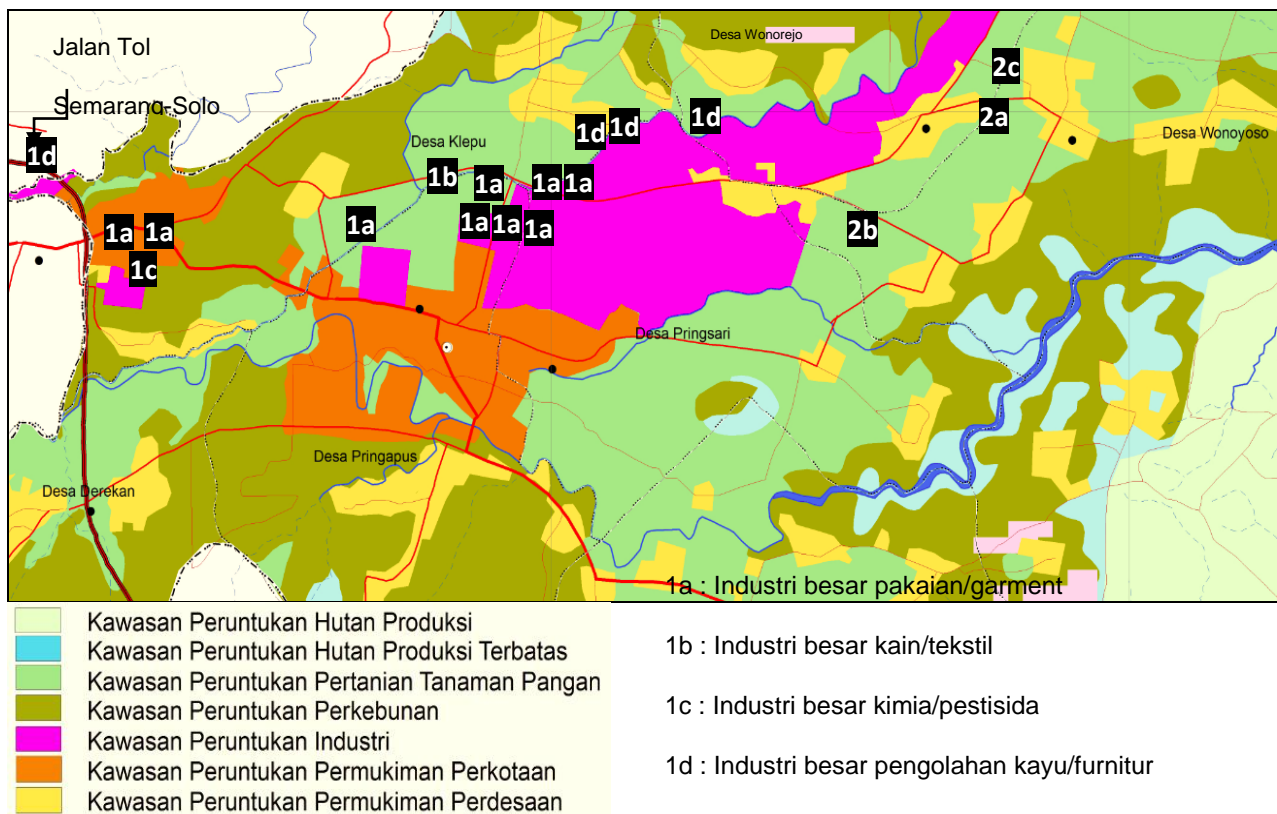 Jalan Tol
Semarang-Solo
Desa Wonorejo
2c
2a
1d
1d
1d
1d
Desa Klepu
Desa Wonoyoso
1b
1a
1a
1a
1a
1a
1a
1a
1a
1a
2b
1c
Desa Pringsari
Desa Pringapus
Desa Derekan
1a : Industri besar pakaian/garment
1b : Industri besar kain/tekstil
1c : Industri besar kimia/pestisida
1d : Industri besar pengolahan kayu/furnitur
Kawasan Peruntukan Hutan Produksi
Kawasan Peruntukan Hutan Produksi Terbatas
Kawasan Peruntukan Pertanian Tanaman Pangan
Kawasan Peruntukan Perkebunan
Kawasan Peruntukan Industri
Kawasan Peruntukan Permukiman Perkotaan
Kawasan Peruntukan Permukiman Perdesaan